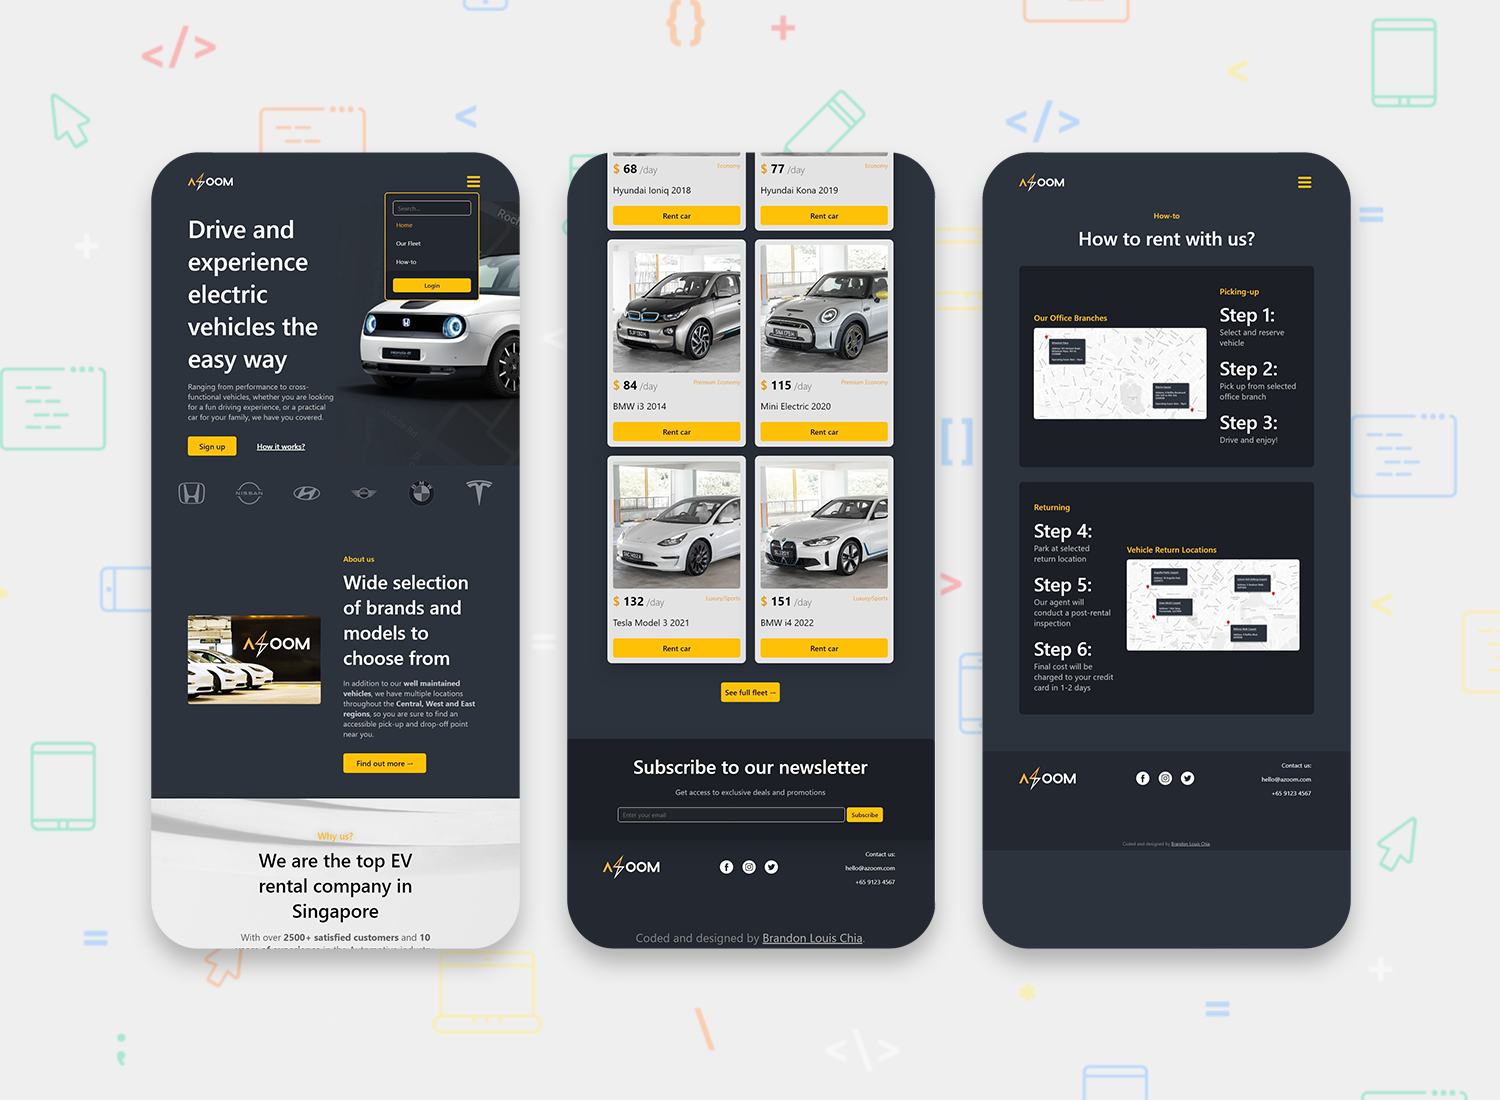 AZOOM
Search...
Home
Our Fleet
How-to
Login
Drive and
experience
electric
vehicles the
easy way
Ranging from performance to cross-
functional vehicles, whether you are looking
for a fun driving experience, or a practical
car for your family, we have you covered.
Sign up
How it works?
NISSAN
About us
Wide selection
of brands and
models to
choose from
AZOOM
In addition to our well maintained
vehicles, we have multiple locations
throughout the Central, West and East
regions, so you are sure to find an
accessible pick-up and drop-off point
near you.
Find out more →
Why us?
We are the top EV
rental company in
Singapore
With over 2500+ satisfied customers and 10
$ 68 /day
Economy
Hyundai Ioniq 2018
Rent car
$ 77 /day
Economy
Hyundai Kona 2019
Rent car
$ 84 /day
Premium Economy
BMW i3 2014
Rent car
$ 115 /day
Premium Economy
Mini Electric 2020
Rent car
$ 132 /day
Luxury/Sports
Tesla Model 3 2021
Rent car
$ 151 /day
Luxury/Sports
BMW i4 2022
Rent car
See full fleet →
Subscribe to our newsletter
Get access to exclusive deals and promotions
Enter your email
Subscribe
AZOOM
Contact us:
hello@azoom.com
+65 9123 4567
Coded and designed by Brandon Louis Chia.
AZOOM
How-to
How to rent with us?
Our Office Branches
Picking-up
Step 1:
Select and reserve
vehicle
Step 2:
Pick up from selected
office branch
Step 3:
Drive and enjoy!
Returning
Step 4:
Park at selected
return location
Step 5:
Our agent will
conduct a post-rental
inspection
Step 6:
Final cost will be
charged to your credit
card in 1-2 days
Vehicle Return Locations
AZOOM
Contact us:
hello@azoom.com
+65 9123 4567
Coded and designed by Brandon Louis Chia